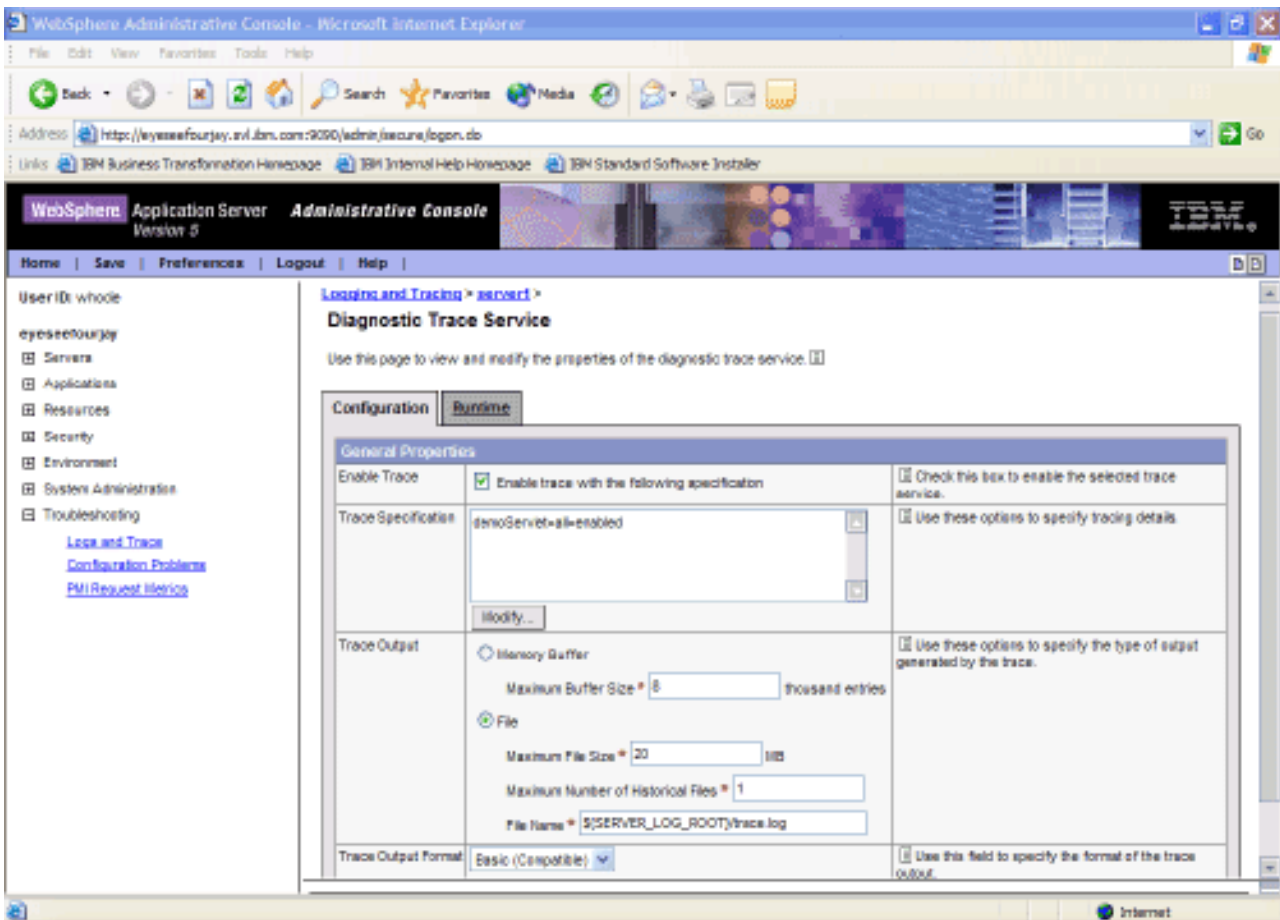 WebSphere Administrative Console - Microsoft Internet Explorer
File Edit View Favorites Tools Help
Back Search Favorites Media
Address http://eyeseefourjay.svl.ibm.com:9090/admin/secure/logon.do Go
Links IBM Business Transformation Homepage IBM Internal Help Homepage IBM Standard Software Installer
WebSphere Application Server Administrative Console
Version 5
IBM
Home | Save | Preferences | Logout | Help |
User ID: whodie
eyeseefourjay
Servers
Applications
Resources
Security
Environment
System Administration
Troubleshooting
Logs and Trace
Configuration Problems
PMI Request Metrics
Logging and Tracing > server1 >
Diagnostic Trace Service
Use this page to view and modify the properties of the diagnostic trace service.
Configuration Runtime
General Properties
Enable Trace Enable trace with the following specification Check this box to enable the selected trace
service.
Trace Specification demoServlet=all=enabled Use these options to specify tracing details.
Modify...
Trace Output Memory Buffer Use these options to specify the type of output
generated by the trace.
Maximum Buffer Size * 8 thousand entries
File
Maximum File Size * 20 MB
Maximum Number of Historical Files * 1
File Name * ${SERVER_LOG_ROOT}/trace.log
Trace Output Format Basic (Compatible) Use this field to specify the format of the trace
output.
Internet